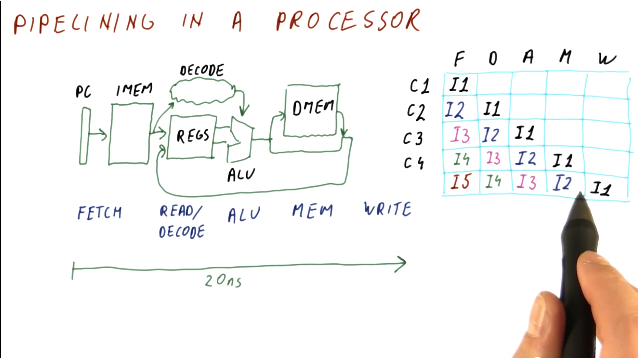 PIPELINING IN A PROCESSOR
F D A M W
PC IMEM DECODE
REGS
ALU
DMEM
FETCH READ/DECODE ALU MEM WRITE
20ns
C1 I1
C2 I2 I1
C3 I3 I2 I1
C4 I4 I3 I2 I1
I5 I4 I3 I2 I1